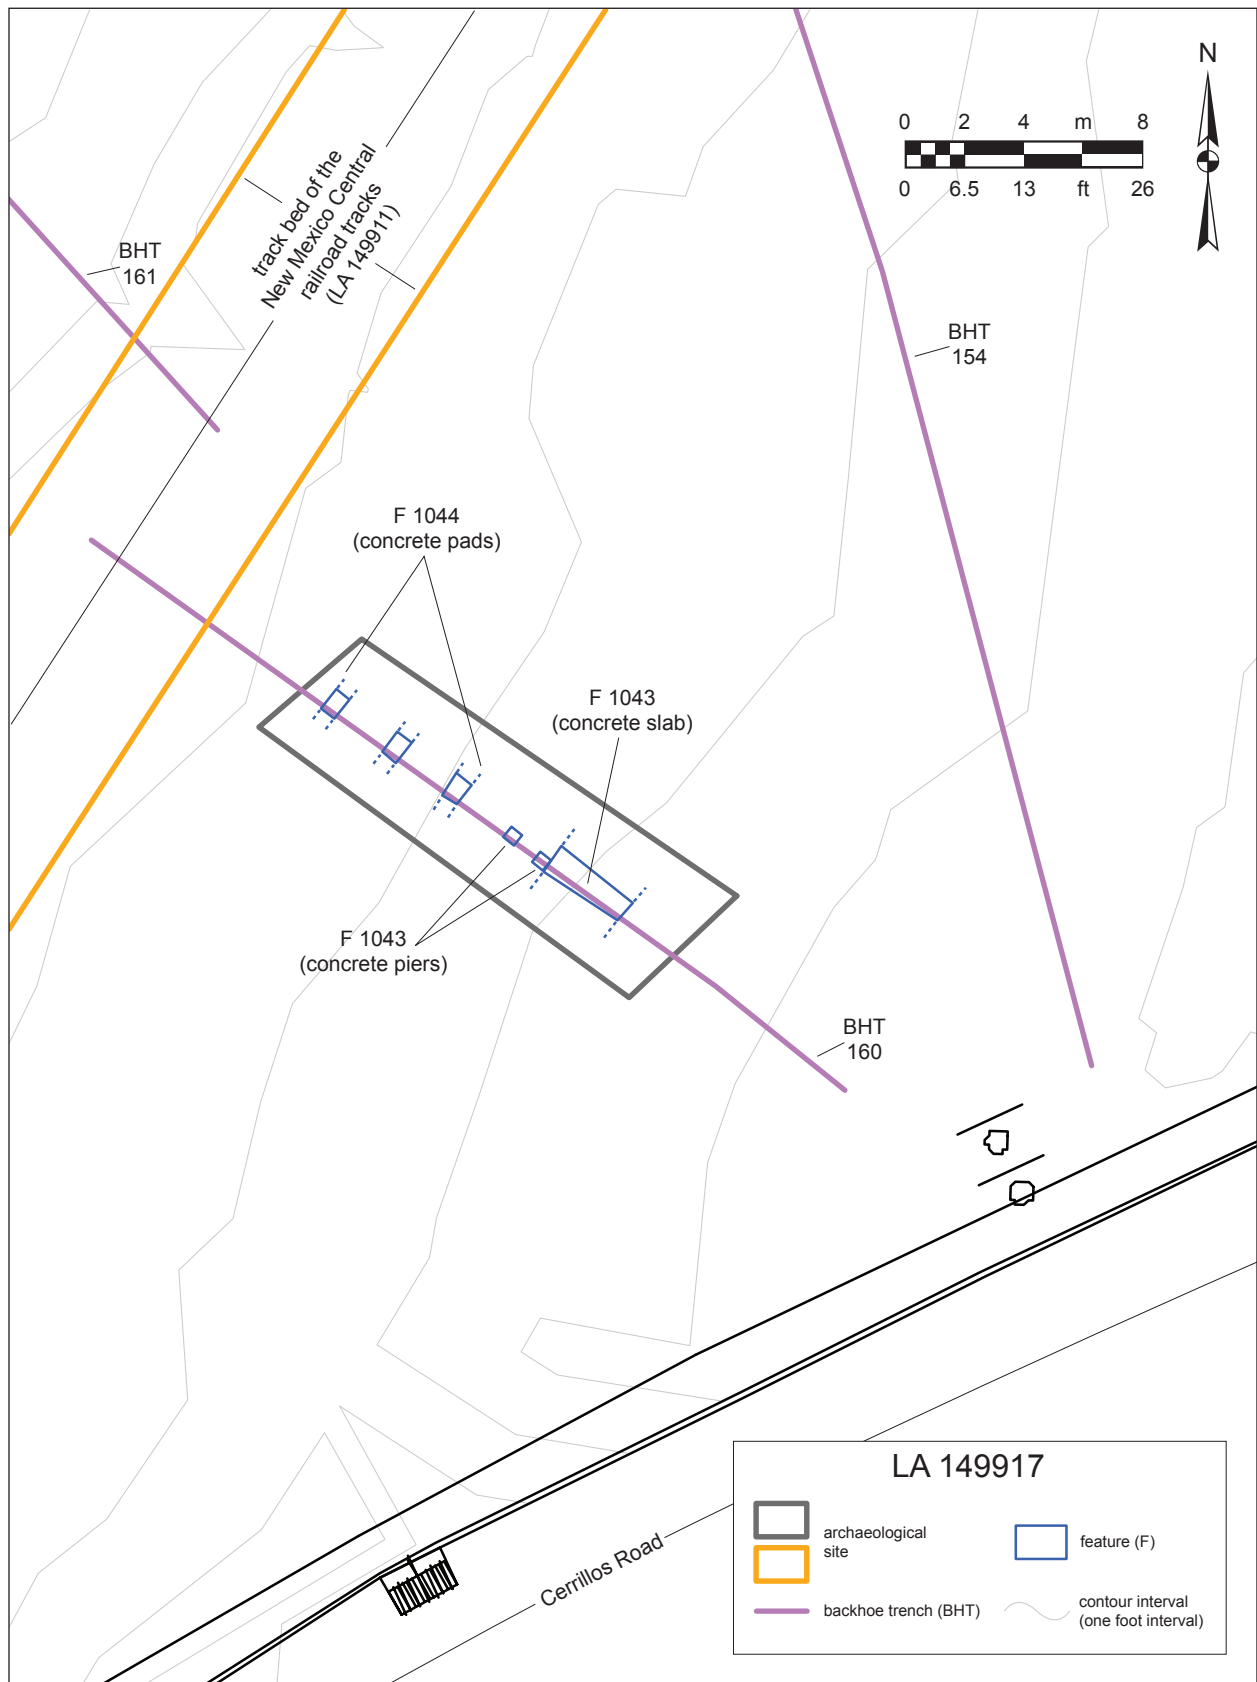 N
0 2 4 m 8
0 6.5 13 ft 26
track bed of the
New Mexico Central
railroad tracks
(LA 149911)
BHT
161
BHT
154
F 1044
(concrete pads)
F 1043
(concrete slab)
F 1043
(concrete piers)
BHT
160
Cerrillos Road
LA 149917
archaeological
site
feature (F)
backhoe trench (BHT)
contour interval
(one foot interval)